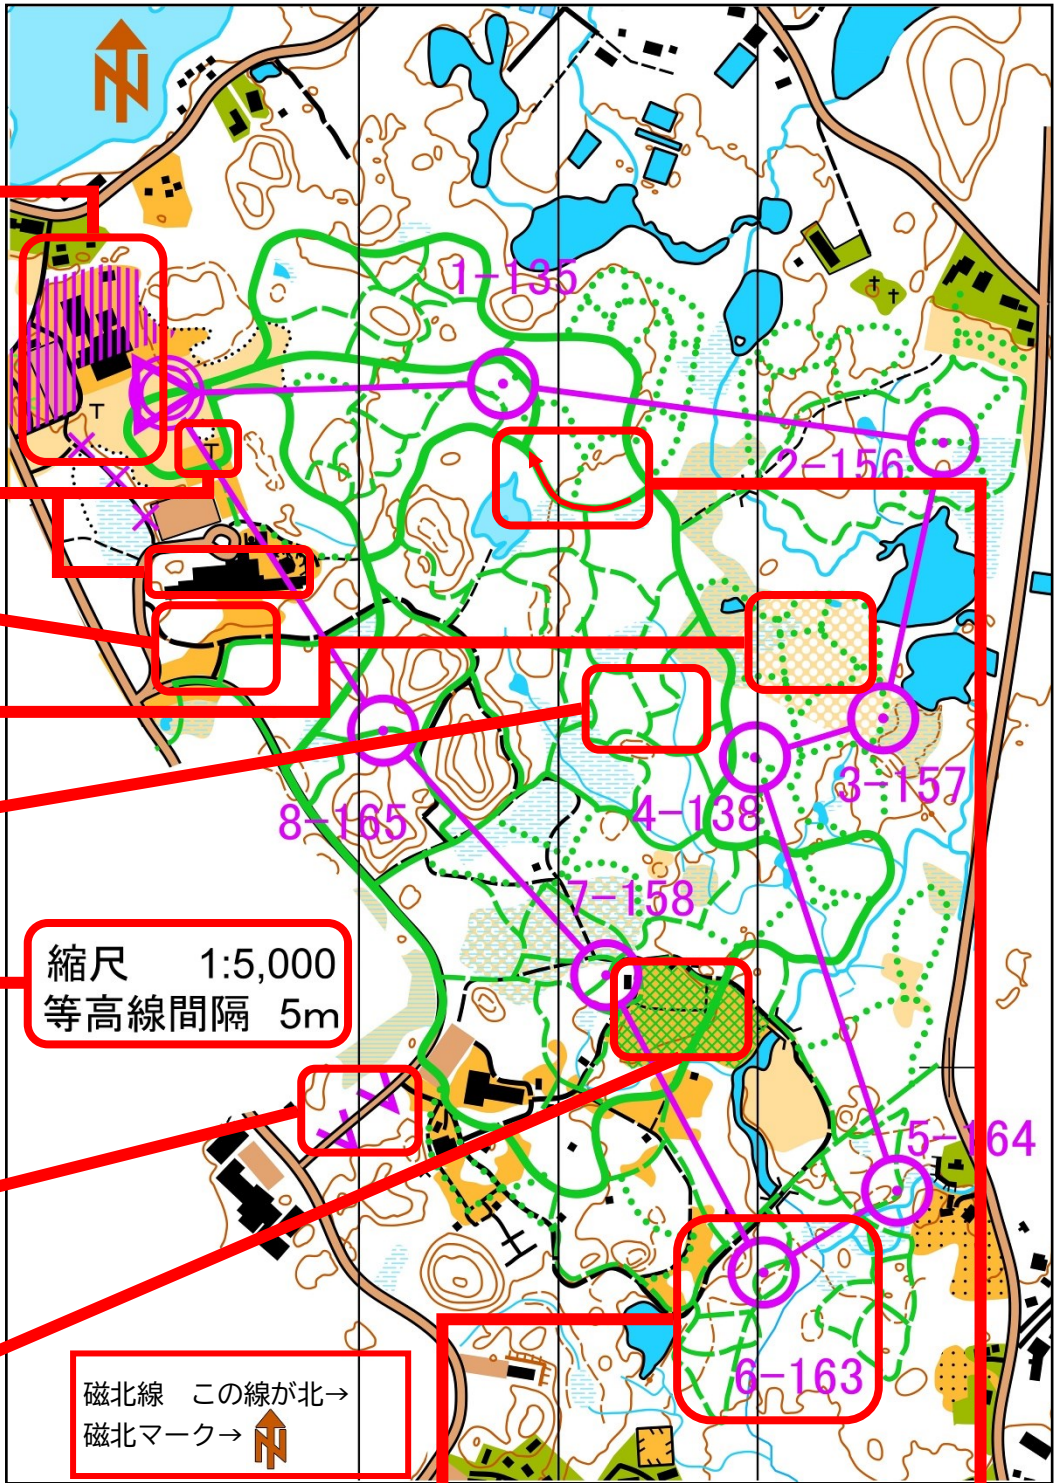 1-135
2-156
3-157
4-138
8-165
7-158
縮尺 1:5,000
等高線間隔 5m
5-164
6-163
磁北線 この線が北→
磁北マーク→